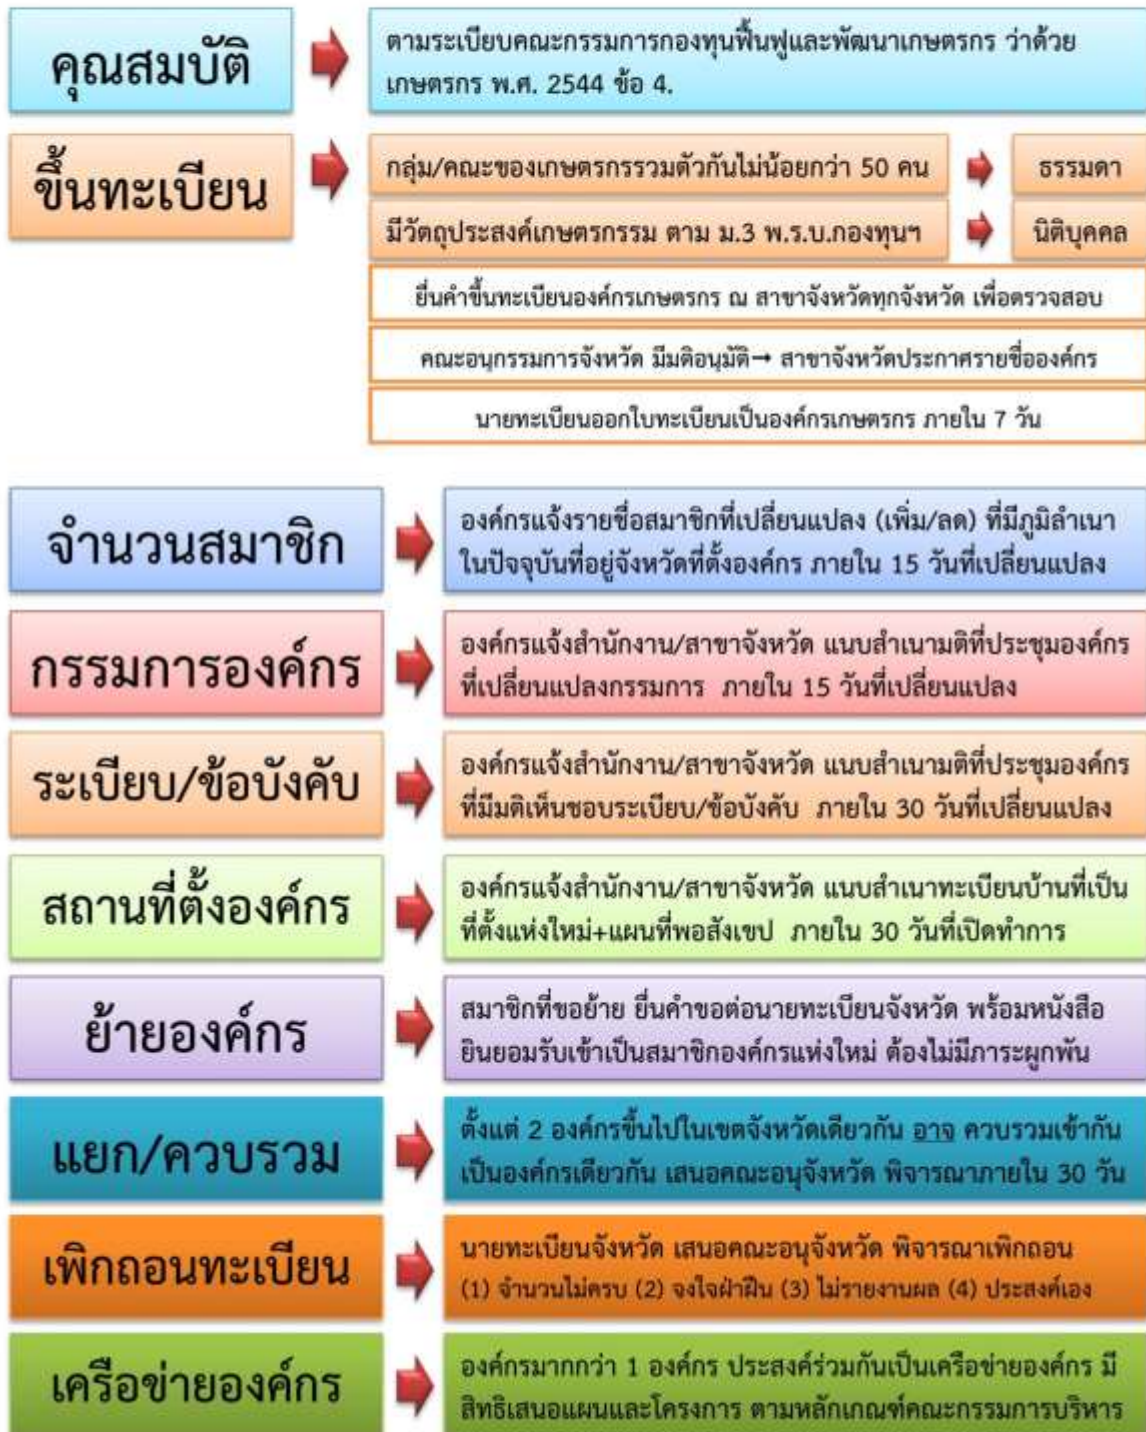 คุณสมบัติ
ตามระเบียบคณะกรรมการกองทุนฟื้นฟูและพัฒนาเกษตรกร ว่าด้วย
เกษตรกร พ.ศ. 2544 ข้อ 4.
ขึ้นทะเบียน
กลุ่ม/คณะของเกษตรกรรวมตัวกันไม่น้อยกว่า 50 คน
ธรรมดา
มีวัตถุประสงค์เกษตรกรรม ตาม ม.3 พ.ร.บ.กองทุนฯ
นิติบุคคล
ยื่นคำขึ้นทะเบียนองค์กรเกษตรกร ณ สาขาจังหวัดทุกจังหวัด เพื่อตรวจสอบ
คณะอนุกรรมการจังหวัด มีมติอนุมัติ→ สาขาจังหวัดประกาศรายชื่อองค์กร
นายทะเบียนออกใบทะเบียนเป็นองค์กรเกษตรกร ภายใน 7 วัน
จำนวนสมาชิก
องค์กรแจ้งรายชื่อสมาชิกที่เปลี่ยนแปลง (เพิ่ม/ลด) ที่มีภูมิลำเนา
ในปัจจุบันที่อยู่จังหวัดที่ตั้งองค์กร ภายใน 15 วันที่เปลี่ยนแปลง
กรรมการองค์กร
องค์กรแจ้งสำนักงาน/สาขาจังหวัด แนบสำเนามติที่ประชุมองค์กร
ที่เปลี่ยนแปลงกรรมการ ภายใน 15 วันที่เปลี่ยนแปลง
ระเบียบ/ข้อบังคับ
องค์กรแจ้งสำนักงาน/สาขาจังหวัด แนบสำเนามติที่ประชุมองค์กร
ที่มีมติเห็นชอบระเบียบ/ข้อบังคับ ภายใน 30 วันที่เปลี่ยนแปลง
สถานที่ตั้งองค์กร
องค์กรแจ้งสำนักงาน/สาขาจังหวัด แนบสำเนาทะเบียนบ้านที่เป็น
ที่ตั้งแห่งใหม่+แผนที่พอสังเขป ภายใน 30 วันที่เปิดทำการ
ย้ายองค์กร
สมาชิกที่ขอย้าย ยื่นคำขอต่อนายทะเบียนจังหวัด พร้อมหนังสือ
ยินยอมรับเข้าเป็นสมาชิกองค์กรแห่งใหม่ ต้องไม่มีภาระผูกพัน
แยก/ควบรวม
ตั้งแต่ 2 องค์กรขึ้นไปในเขตจังหวัดเดียวกัน อาจ ควบรวมเข้ากัน
เป็นองค์กรเดียวกัน เสนอคณะอนุจังหวัด พิจารณาภายใน 30 วัน
เพิกถอนทะเบียน
นายทะเบียนจังหวัด เสนอคณะอนุจังหวัด พิจารณาเพิกถอน
(1) จำนวนไม่ครบ (2) จงใจฝ่าฝืน (3) ไม่รายงานผล (4) ประสงค์เอง
เครือข่ายองค์กร
องค์กรมากกว่า 1 องค์กร ประสงค์ร่วมกันเป็นเครือข่ายองค์กร มี
สิทธิเสนอแผนและโครงการ ตามหลักเกณฑ์คณะกรรมการบริหาร